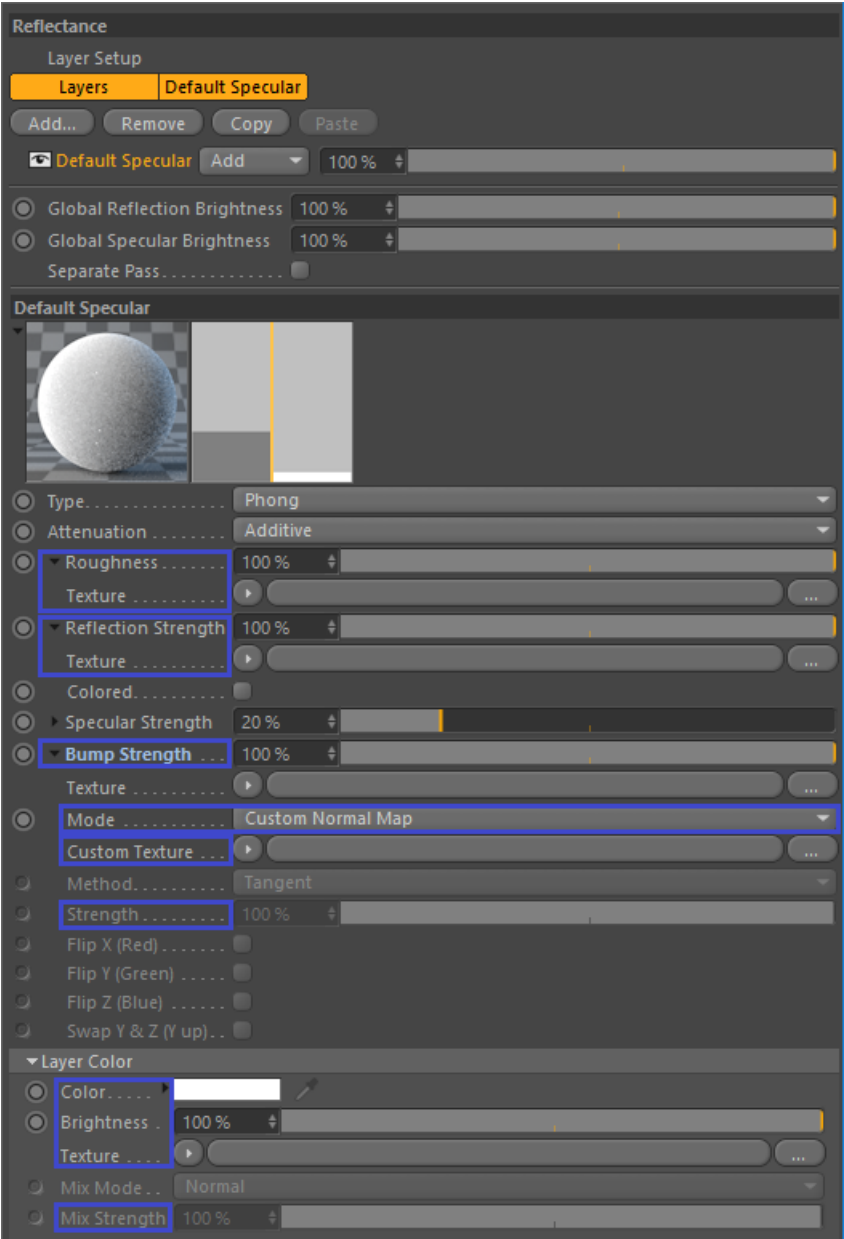 Reflectance
Layer Setup
Layers Default Specular
Add... Remove Copy Paste
Default Specular Add 100 %
Global Reflection Brightness 100 %
Global Specular Brightness 100 %
Separate Pass.............
Default Specular
Type............... Phong
Attenuation ........ Additive
Roughness....... 100 %
Texture .......... ...
Reflection Strength 100 %
Texture .......... ...
Colored..........
Specular Strength 20 %
Bump Strength ... 100 %
Texture .......... ...
Mode ........... Custom Normal Map
Custom Texture ... ...
Method.......... Tangent
Strength......... 100 %
Flip X (Red).......
Flip Y (Green) .....
Flip Z (Blue) ......
Swap Y & Z (Y up)..
Layer Color
Color.....
Brightness . 100 %
Texture .... ...
Mix Mode.. Normal
Mix Strength 100 %